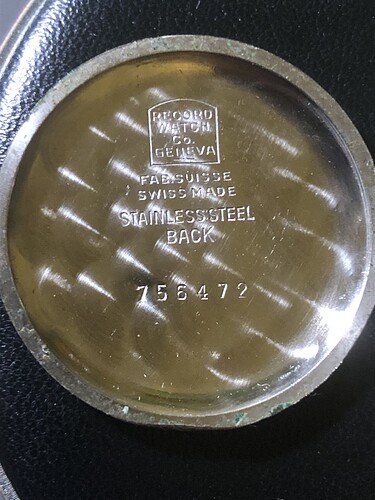 RECORD
WATCH
Co.
GENEVA
FAB.SUISSE
SWISS MADE
STAINLESS STEEL
BACK
756472